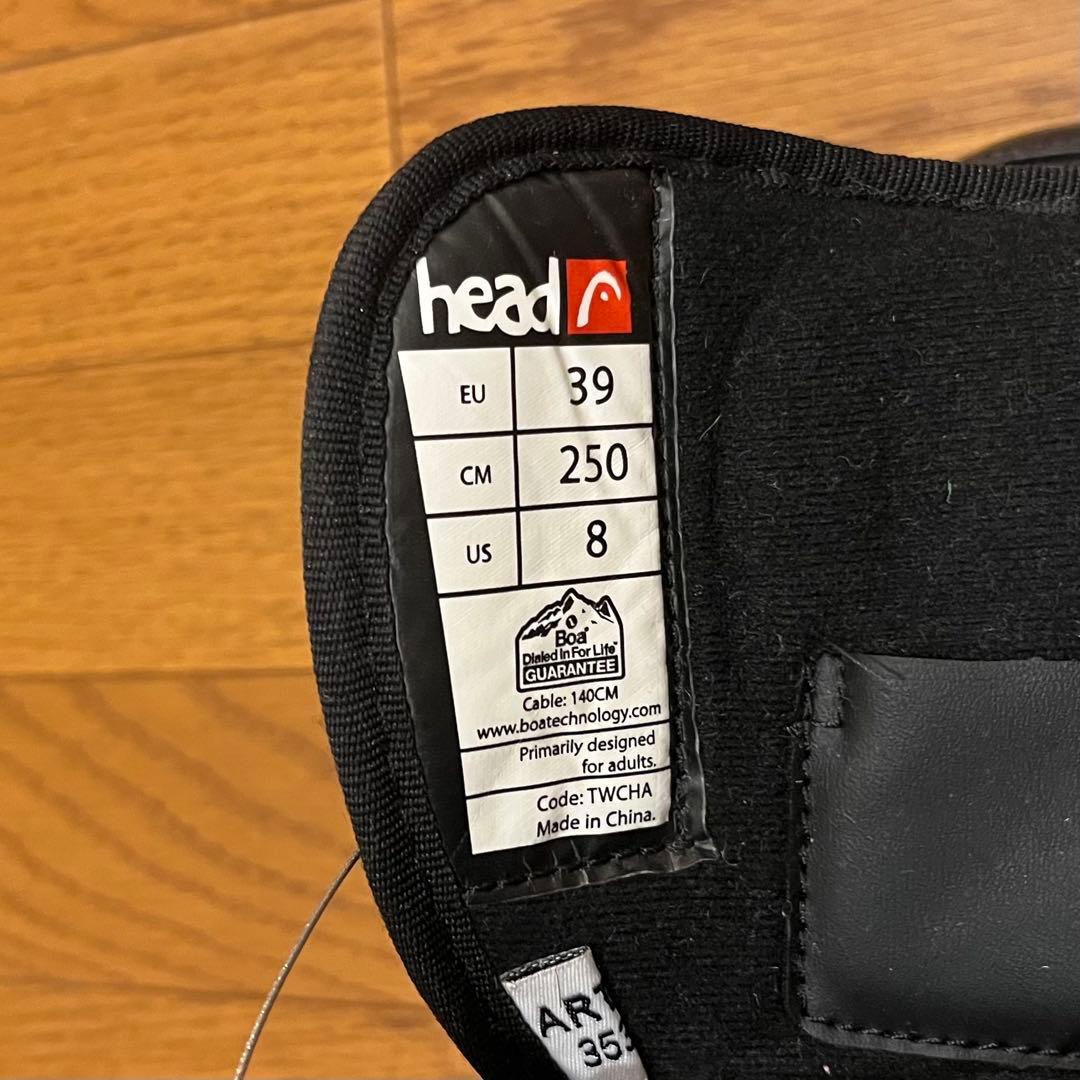 head
EU 39
CM 250
US 8
Boa
Dialed In For Life™
GUARANTEE
Cable: 140CM
www.boatechnology.com
Primarily designed
for adults.
Code: TWCHA
Made in China.